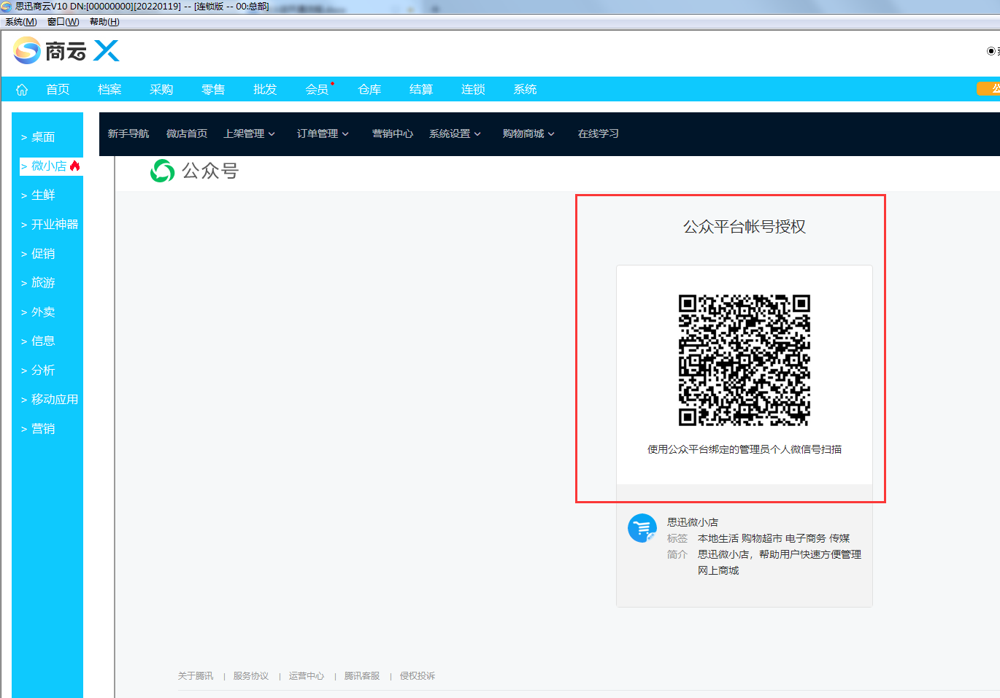 思迅商云V10 DN:[00000000][20220119] -- [连锁版 -- 00:总部]
系统(M) 窗口(W) 帮助(H)
商云 X
首页 档案 采购 零售 批发 会员 仓库 结算 连锁 系统
> 桌面
> 微小店
> 生鲜
> 开业神器
> 促销
> 旅游
> 外卖
> 信息
> 分析
> 移动应用
> 营销
新手导航 微店首页 上架管理 订单管理 营销中心 系统设置 购物商城 在线学习
公众号
公众平台帐号授权
使用公众平台绑定的管理员个人微信号扫描
思迅微小店
标签 本地生活 购物超市 电子商务 传媒
简介 思迅微小店，帮助用户快速方便管理
网上商城
关于腾讯 | 服务协议 | 运营中心 | 腾讯客服 | 侵权投诉